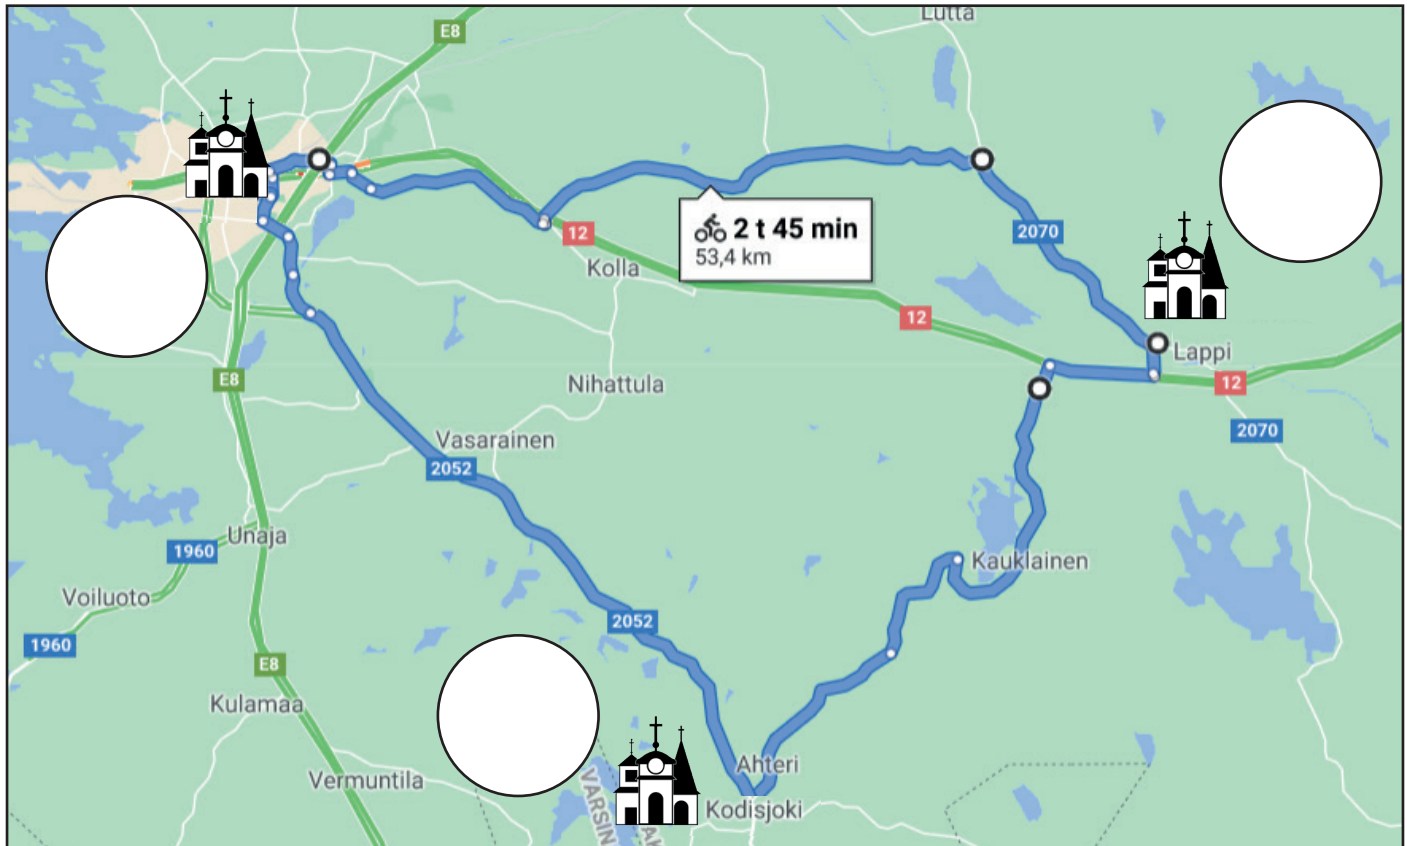 Lutta
E8
12
2 t 45 min
53,4 km
2070
Kolla
12
Lappi
E8
Nihattula
12
2070
Vasarainen
2052
Unaja
1960
Kauklainen
Voiluoto
2052
1960
E8
Kulamaa
Ahteri
Vermuntila
VARSIN
Kodisjoki